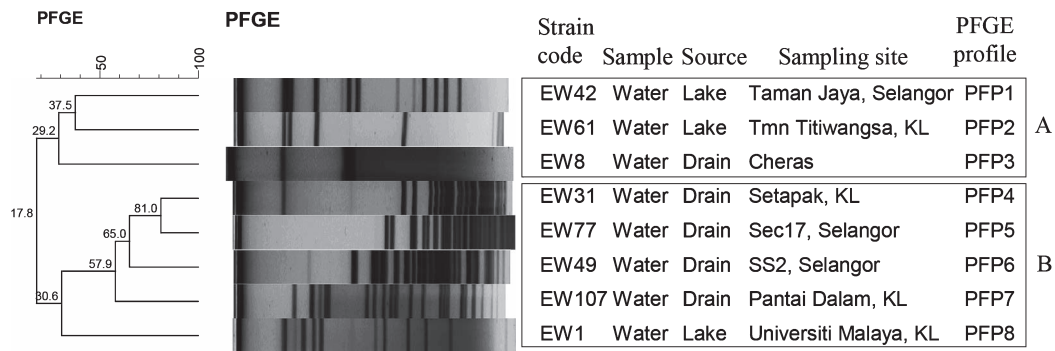 PFGE
PFGE
50
100
Strain code Sample Source Sampling site PFGE profile
37.5
29.2
17.8
81.0
65.0
57.9
30.6
EW42 Water Lake Taman Jaya, Selangor PFP1
EW61 Water Lake Tmn Titiwangsa, KL PFP2
EW8 Water Drain Cheras PFP3
A
EW31 Water Drain Setapak, KL PFP4
EW77 Water Drain Sec17, Selangor PFP5
EW49 Water Drain SS2, Selangor PFP6
EW107 Water Drain Pantai Dalam, KL PFP7
EW1 Water Lake Universiti Malaya, KL PFP8
B